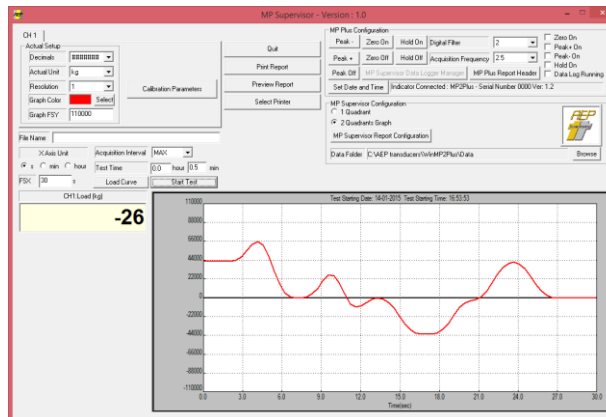 MP Supervisor - Version : 1.0
CH 1
Actual Setup
Decimals
Actual Unit kg
Resolution 1
Graph Color Select
Graph FSY 110000
Calibration Parameters
Quit
Print Report
Preview Report
Select Printer
MP Plus Configuration
Peak - Zero On Hold On Digital Filter 2
Peak + Zero Off Hold Off Acquisition Frequency 2.5
Peak Off MP Supervisor Data Logger Manager MP Plus Report Header
Set Date and Time Indicator Connected : MP2Plus - Serial Number 0000 Ver: 1.2
Zero On
Peak+ On
Peak- On
Hold On
Data Log Running
MP Supervisor Configuration
1 Quadrant
2 Quadrants Graph
MP Supervisor Report Configuration
AEP
transducers
Data Folder C:\AEP transducers\WinMP2Plus\Data Browse
File Name
X Axis Unit Acquisition Interval MAX
s min hour Test Time 0.0 hour 0.5 min
FSX 30 s Load Curve Start Test
CH1:Load (kg)
-26
Test Starting Date: 14-01-2015 Test Starting Time: 16:53:53
110000
88000
66000
44000
22000
0
-22000
-44000
-66000
-88000
-110000
0.0 3.0 6.0 9.0 12.0 15.0 18.0 21.0 24.0 27.0 30.0
Time(sec)